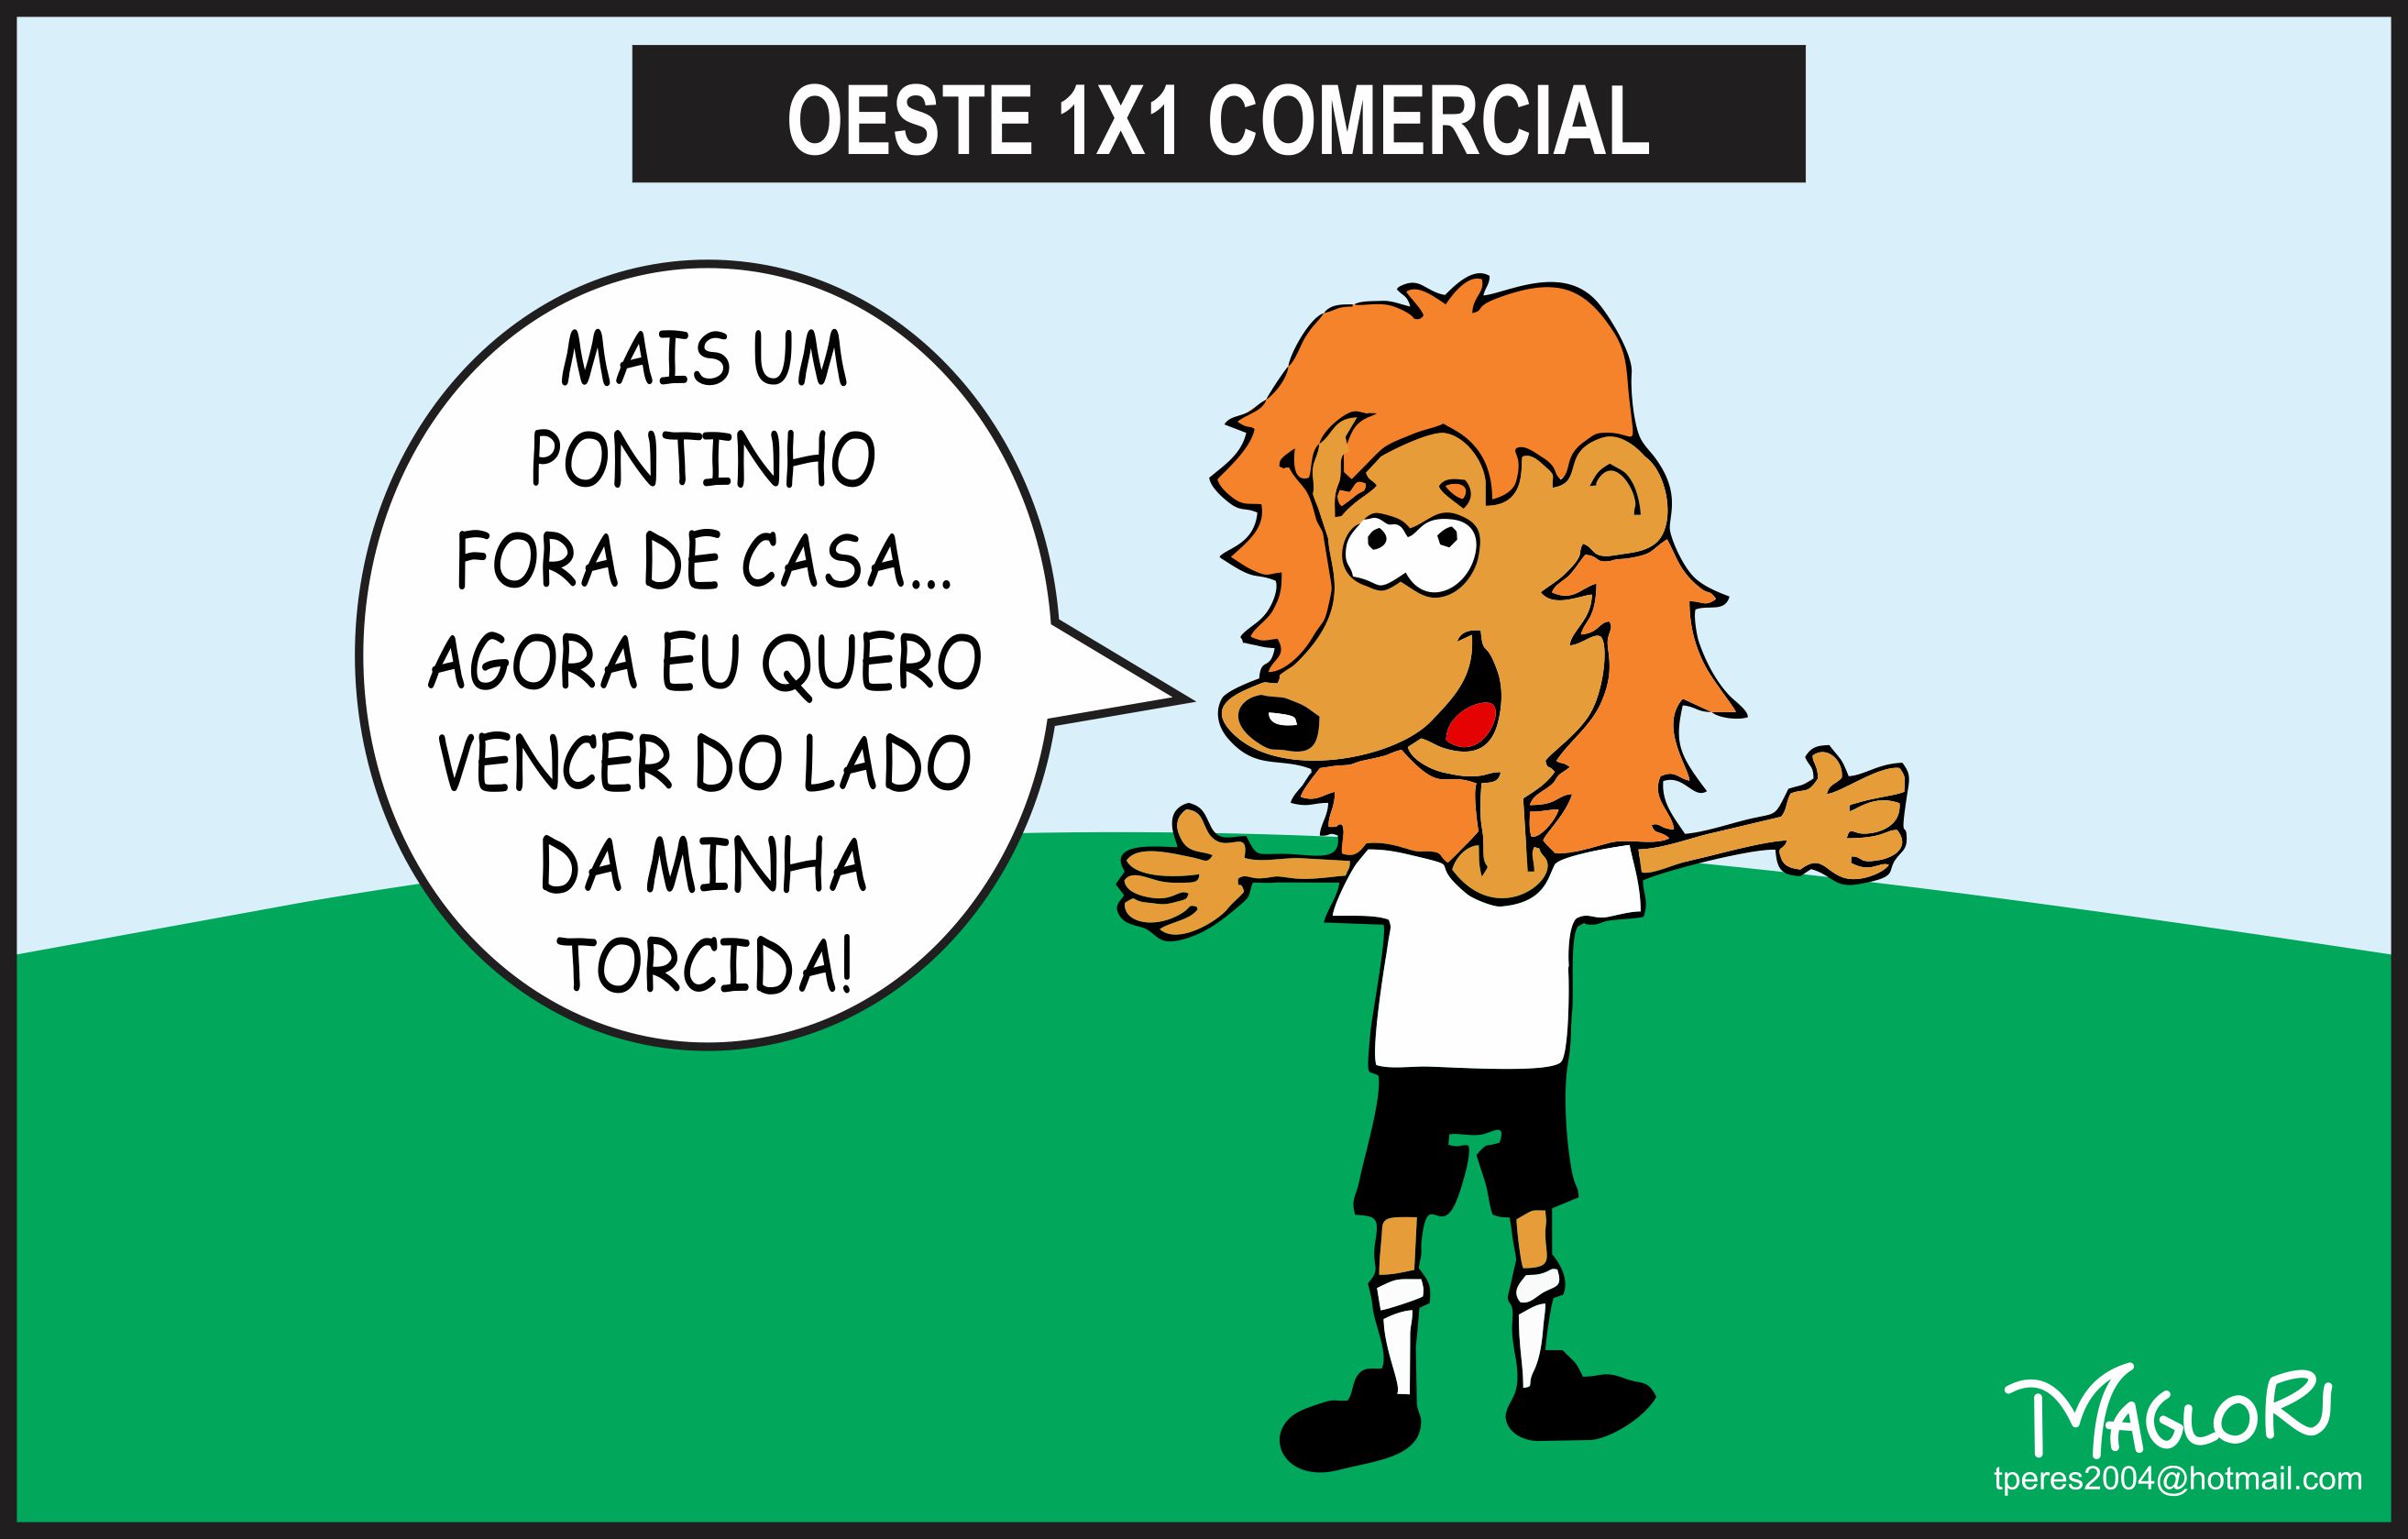 OESTE 1X1 COMERCIAL
MAIS UM
PONTINHO
FORA DE CASA...
AGORA EU QUERO
VENCER DO LADO
DA MINHA
TORCIDA!
MAGUORI
tperes2004@hotmail.com